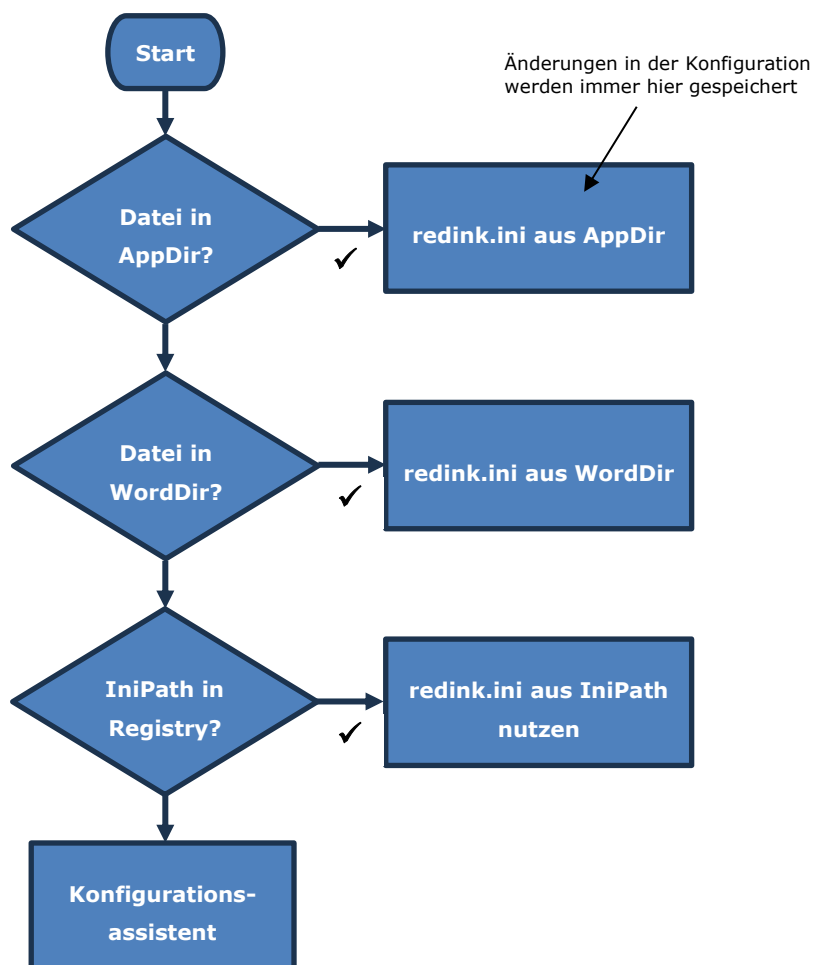 Start
Änderungen in der Konfiguration
werden immer hier gespeichert
Datei in
AppDir?
✓
redink.ini aus AppDir
Datei in
WordDir?
✓
redink.ini aus WordDir
IniPath in
Registry?
✓
redink.ini aus IniPath
nutzen
Konfigurations-
assistent